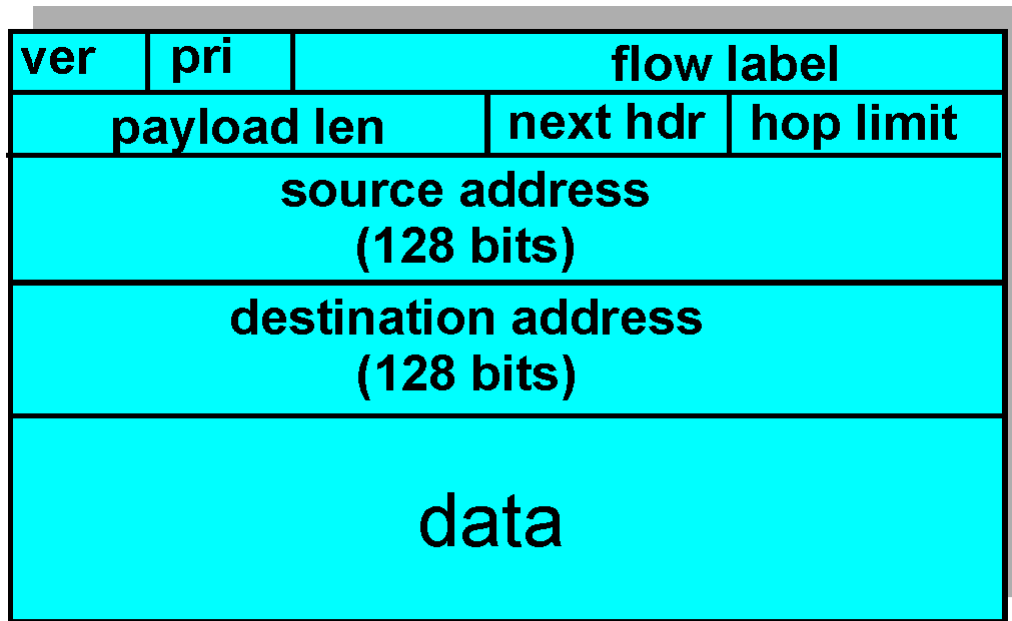 ver pri flow label
payload len next hdr hop limit
source address
(128 bits)
destination address
(128 bits)
data